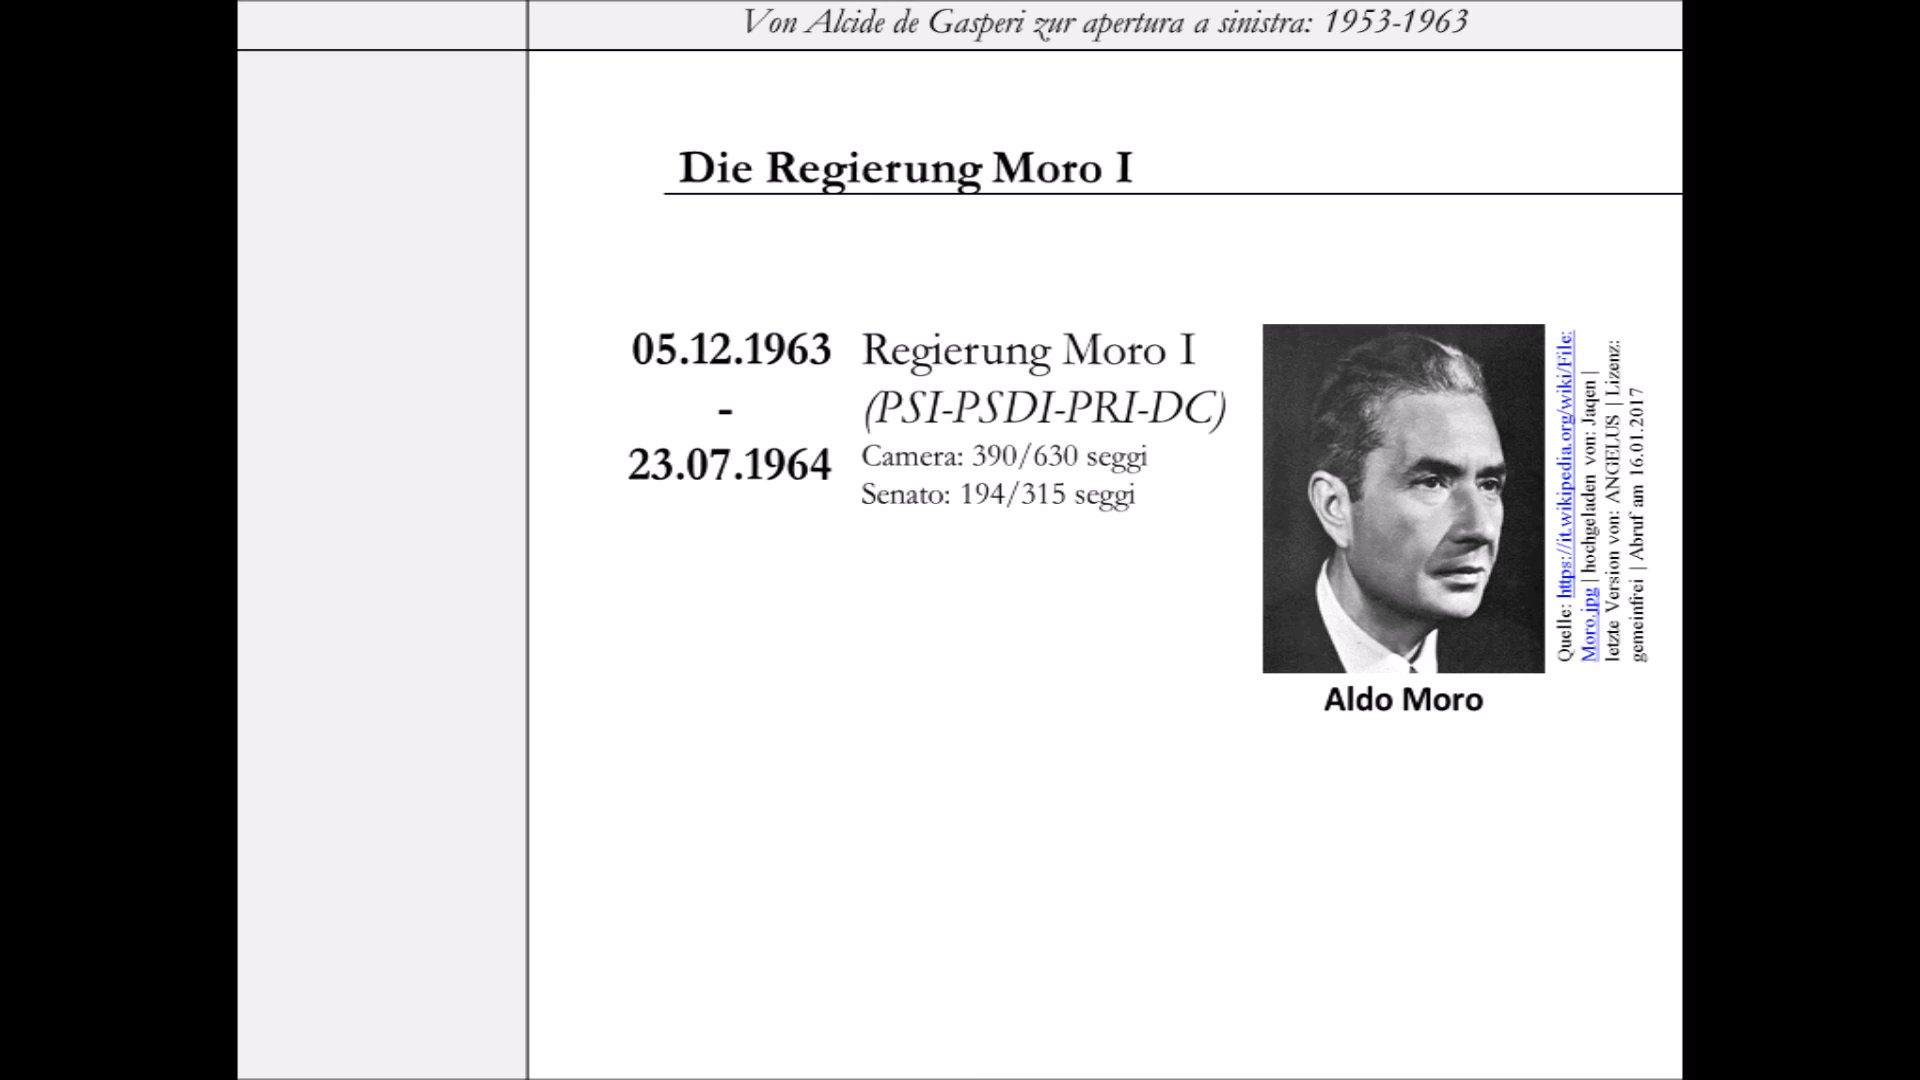 Von Alcide de Gasperi zur apertura a sinistra: 1953-1963
Die Regierung Moro I
05.12.1963
-
23.07.1964
Regierung Moro I
(PSI-PSDI-PRI-DC)
Camera: 390/630 seggi
Senato: 194/315 seggi
Quelle: https://it.wikipedia.org/wiki/File:
Moro.jpg | hochgeladen von: Jaqen |
letzte Version von: ANGELUS | Lizenz:
gemeinfrei | Abruf am 16.01.2017
Aldo Moro